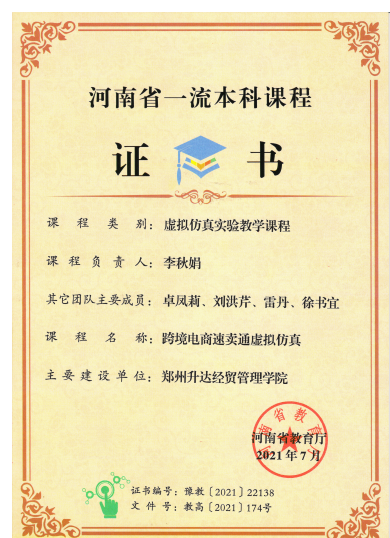 河南省一流本科课程
证 书
课 程 类 别：虚拟仿真实验教学课程
课 程 负 责 人：李秋娟
其它团队主要成员：卓凤莉、刘洪芹、雷丹、徐书宜
课 程 名 称：跨境电商速卖通虚拟仿真
主 要 建 设 单 位：郑州升达经贸管理学院
河南省教育厅
河南省教育厅
2021 年 7 月
证书编号：豫教〔2021〕22138
文 件 号：教高〔2021〕174号